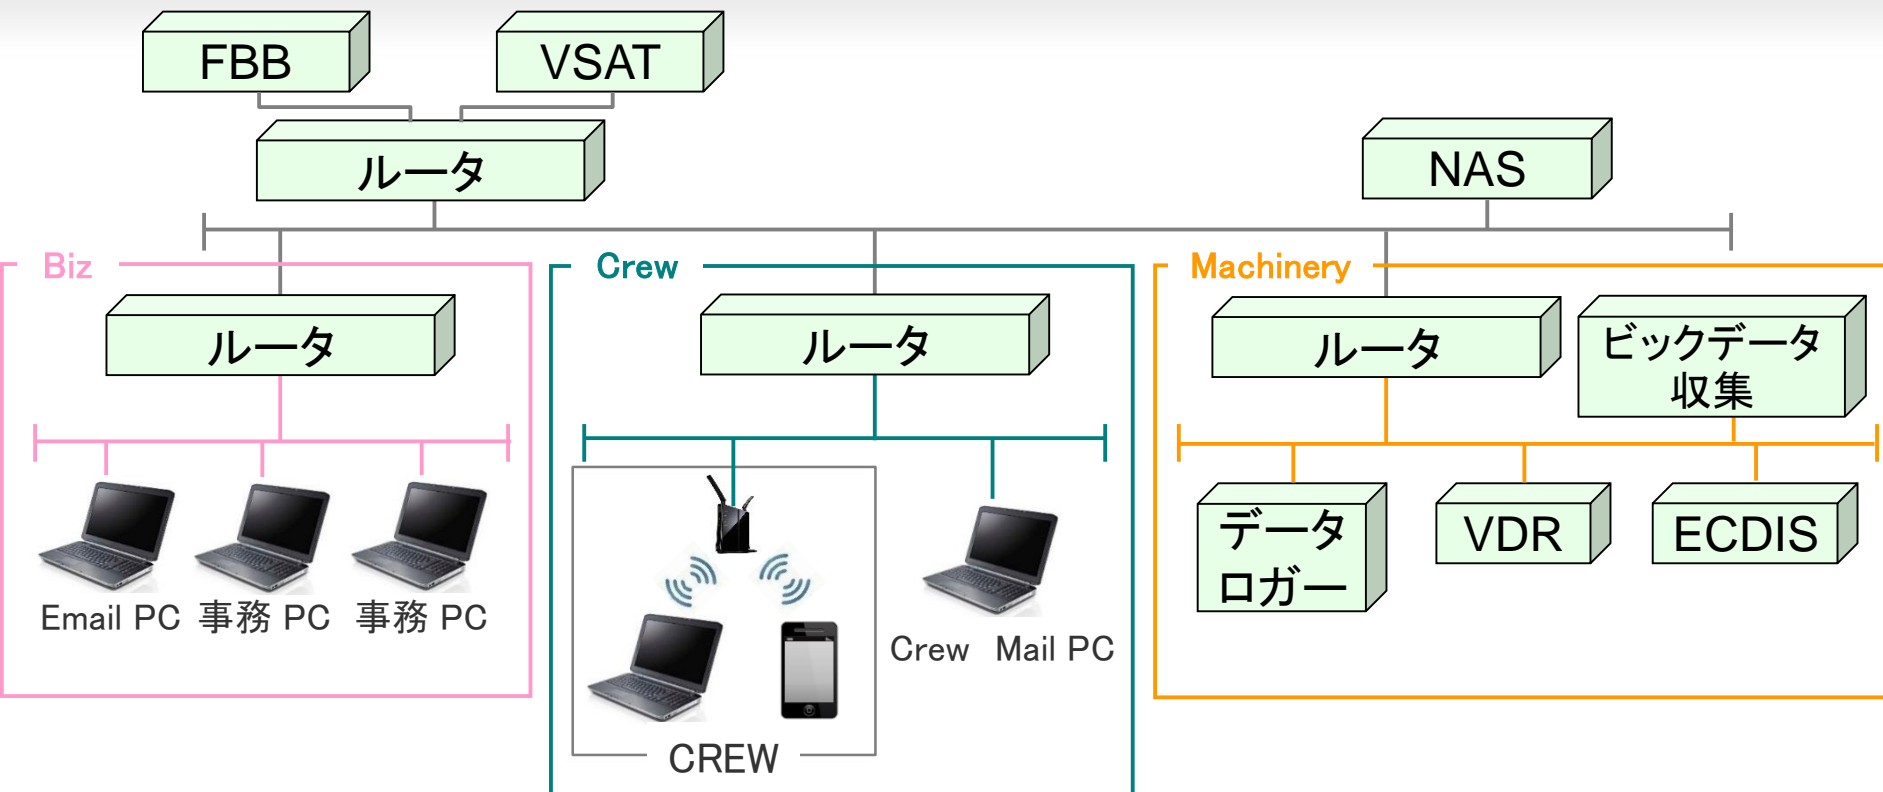 FBB
VSAT
ルータ
NAS
Biz
Crew
Machinery
ルータ
ルータ
ルータ
ビックデータ
収集
Email PC
事務 PC
事務 PC
Crew　Mail PC
CREW
データ
ロガー
VDR
ECDIS